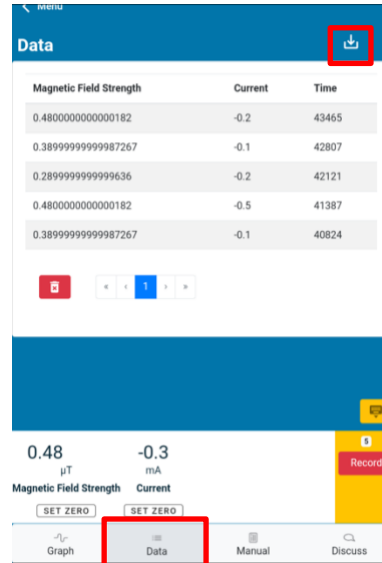 Menu
Data
Magnetic Field Strength Current Time
0.4800000000000182 -0.2 43465
0.38999999999987267 -0.1 42807
0.2899999999999636 -0.2 42121
0.4800000000000182 -0.5 41387
0.38999999999987267 -0.1 40824
« ‹ 1 › »
5
0.48 -0.3
µT mA
Record
Magnetic Field Strength Current
SET ZERO SET ZERO
Graph Data Manual Discuss